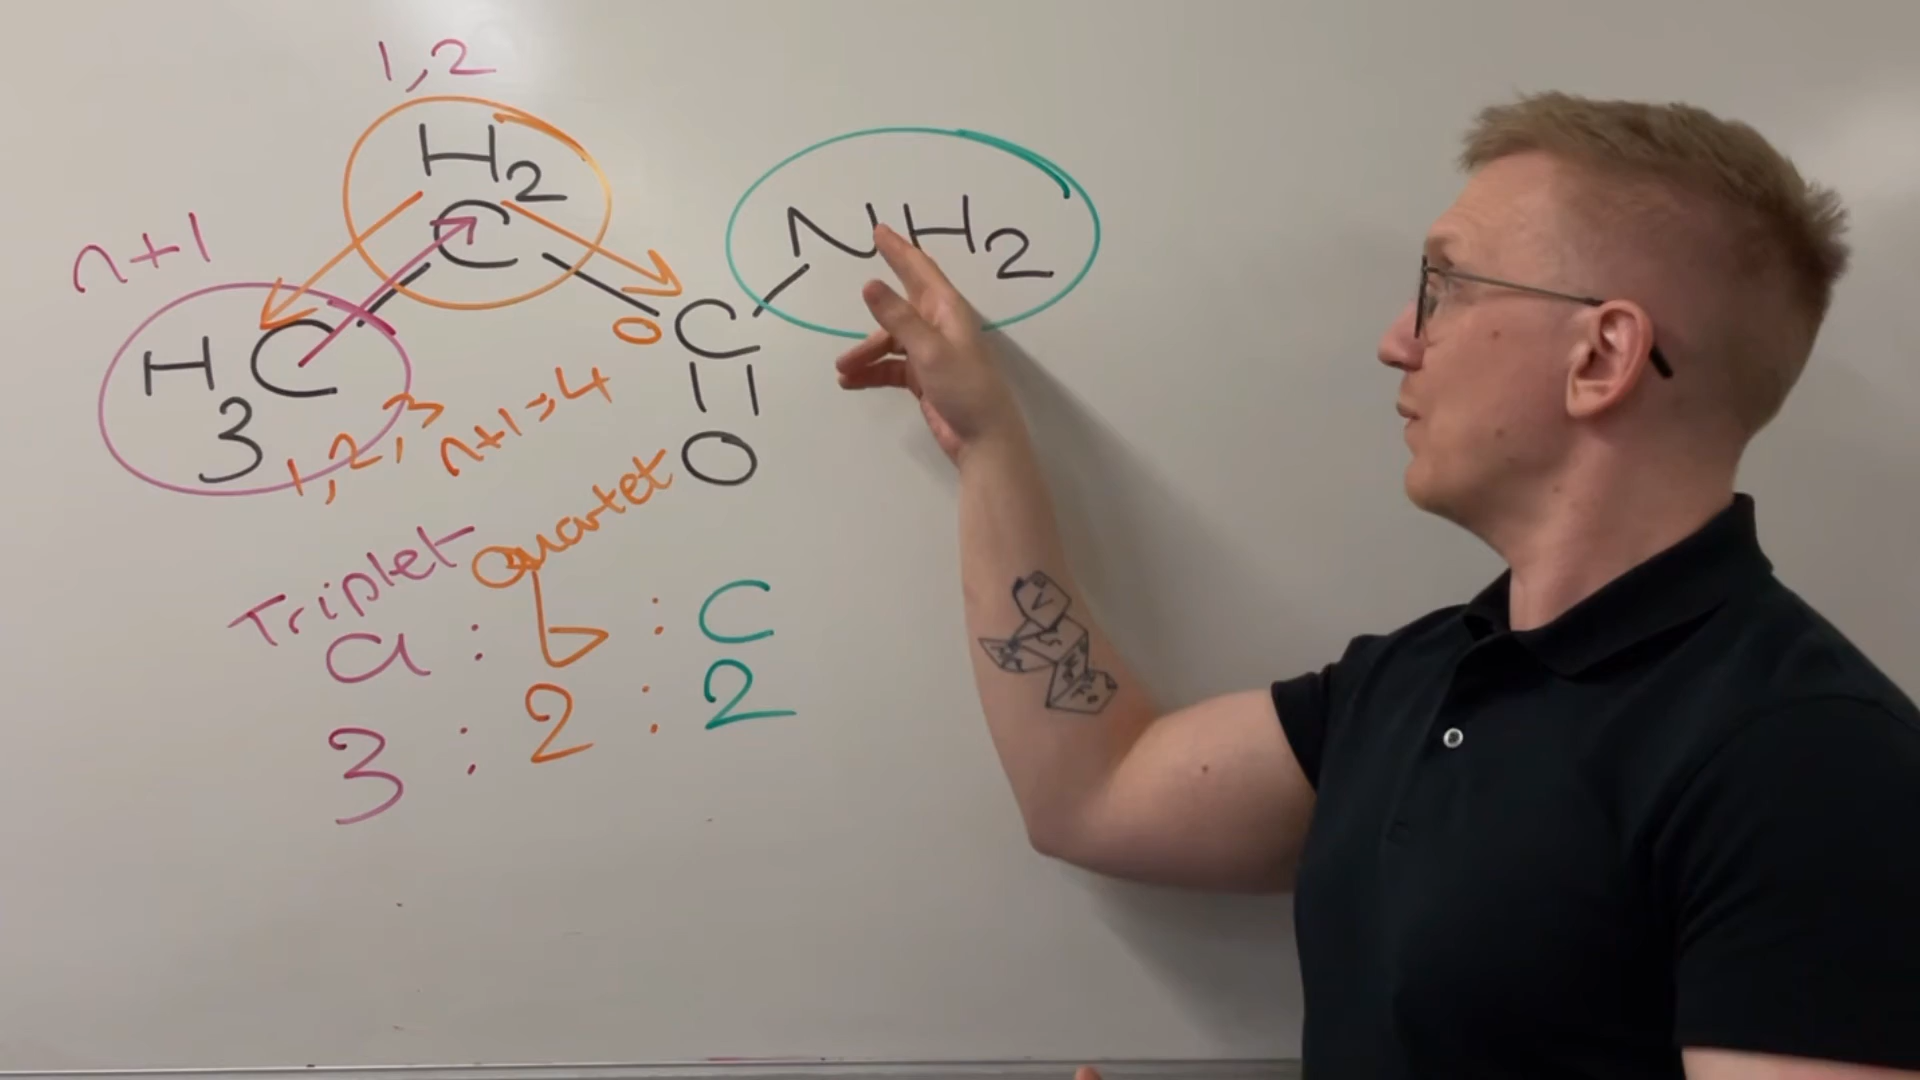 1,2
H2
C
NH2
n+1
H3C
O
C
1,2,3
n+1=4
O
Quartet
Triplet
a : b : c
3 : 2 : 2